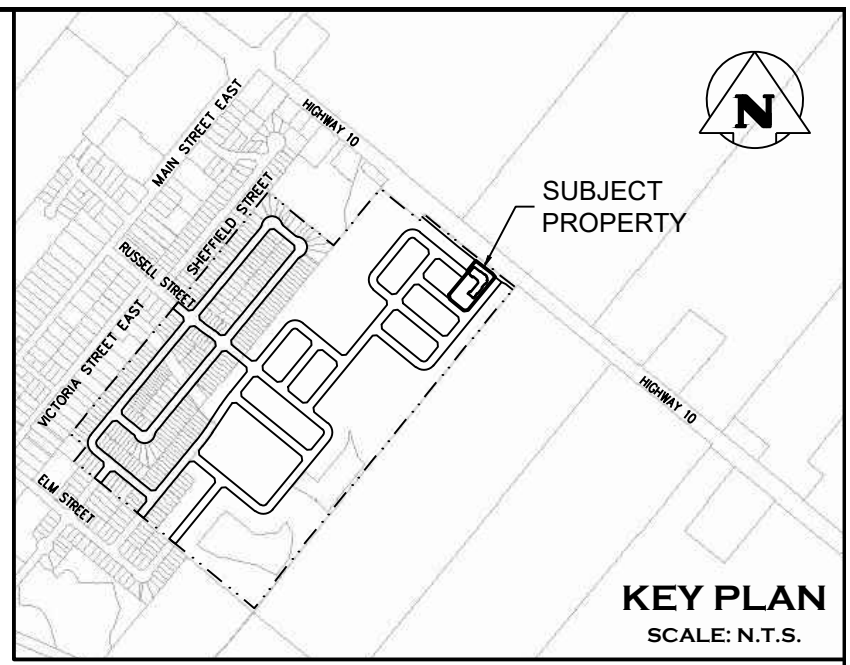 MAIN STREET EAST
HIGHWAY 10
N
SHEFFIELD STREET
SUBJECT
PROPERTY
RUSSELL STREET
VICTORIA STREET EAST
HIGHWAY 10
ELM STREET
KEY PLAN
SCALE: N.T.S.